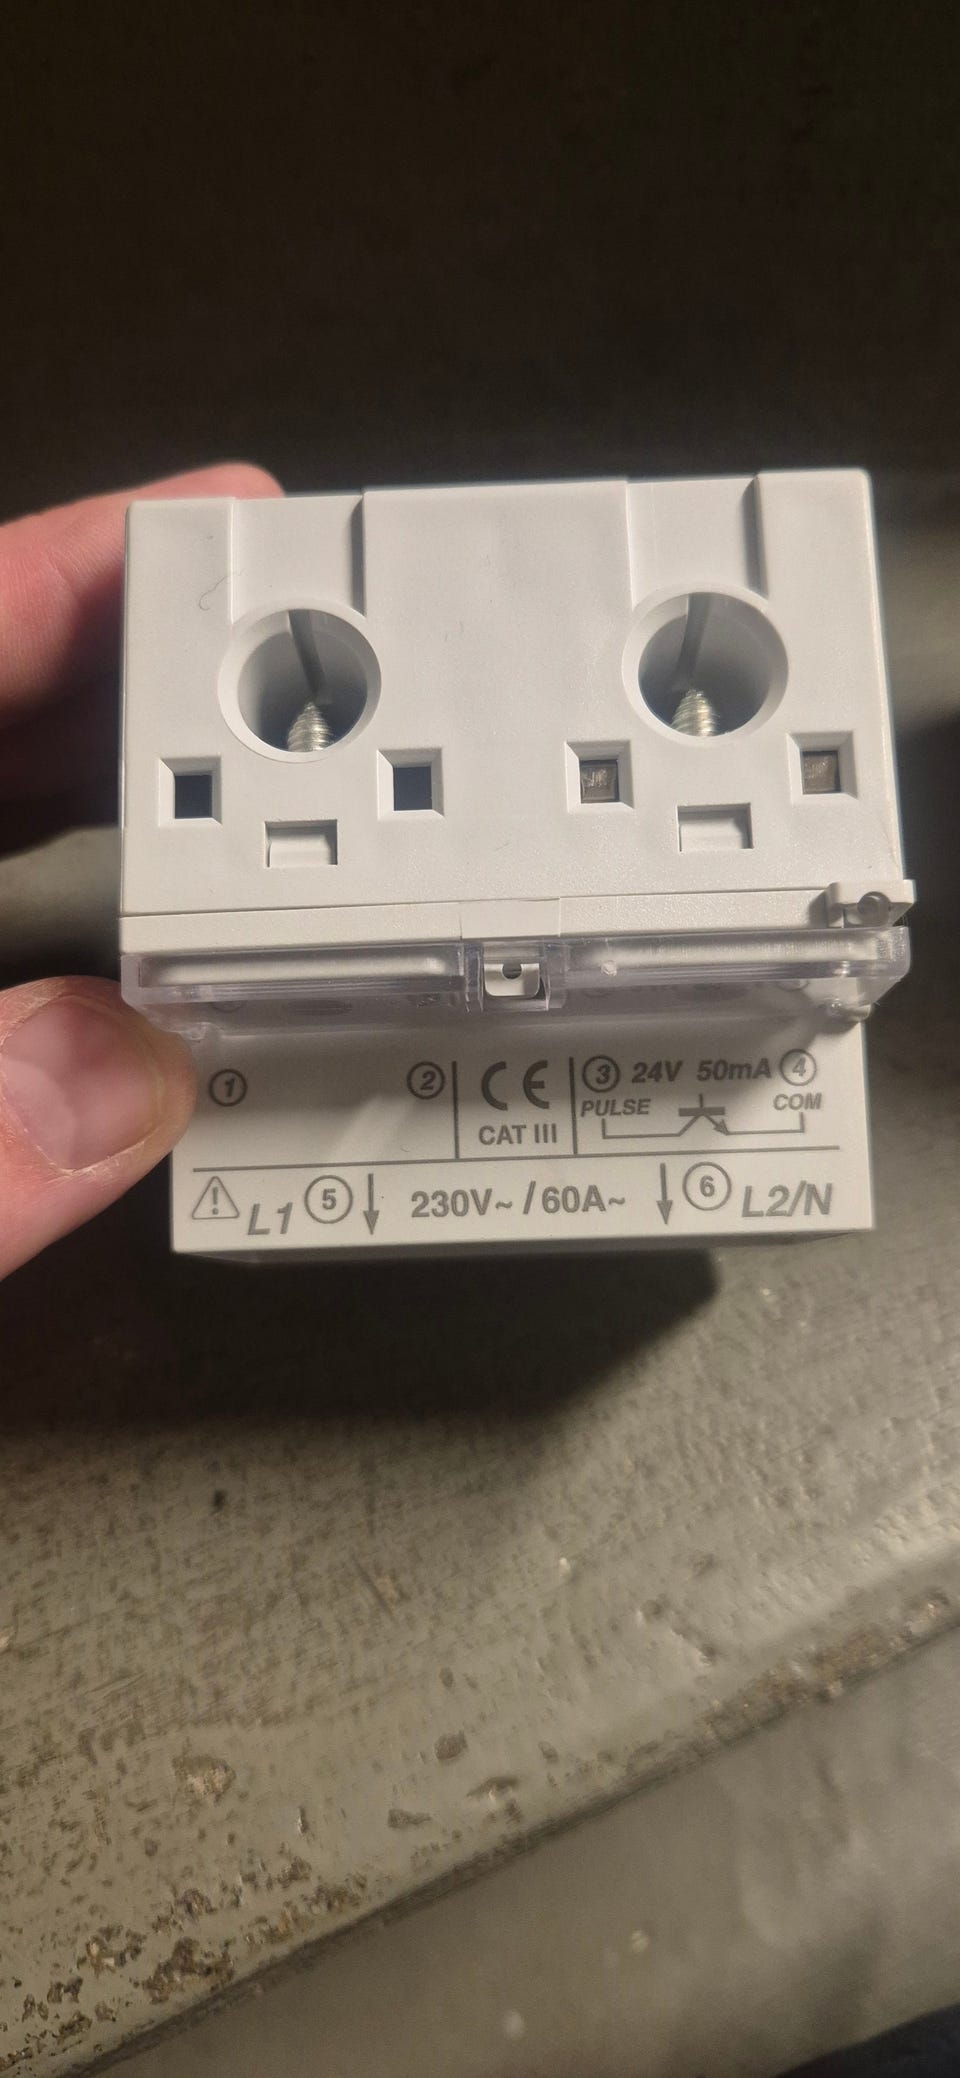 ① ② CE ③ 24V 50mA ④
PULSE COM
CAT III
L1 ⑤ 230V~/60A~ ⑥ L2/N